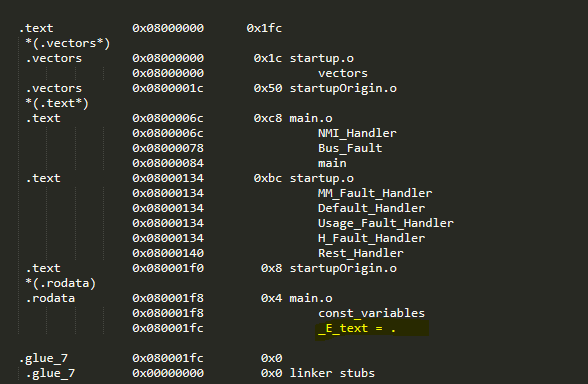 .text 0x08000000 0x1fc
*(.vectors*)
.vectors 0x08000000 0x1c startup.o
0x08000000 vectors
.vectors 0x0800001c 0x50 startupOrigin.o
*(.text*)
.text 0x0800006c 0xc8 main.o
0x0800006c NMI_Handler
0x08000078 Bus_Fault
0x08000084 main
.text 0x08000134 0xbc startup.o
0x08000134 MM_Fault_Handler
0x08000134 Default_Handler
0x08000134 Usage_Fault_Handler
0x08000134 H_Fault_Handler
0x08000140 Rest_Handler
.text 0x080001f0 0x8 startupOrigin.o
*(.rodata)
.rodata 0x080001f8 0x4 main.o
0x080001f8 const_variables
0x080001fc _E_text = .
.glue_7 0x080001fc 0x0
.glue_7 0x00000000 0x0 linker stubs